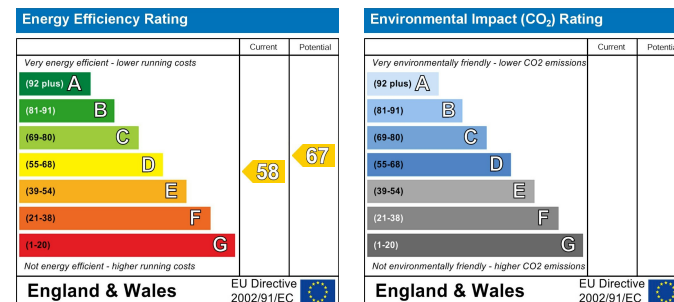 Energy Efficiency Rating
Current Potential
Very energy efficient - lower running costs
(92 plus) A
(81-91) B
(69-80) C
(55-68) D
(39-54) E
(21-38) F
(1-20) G
58
67
Not energy efficient - higher running costs
England & Wales
EU Directive
2002/91/EC
Environmental Impact (CO₂) Rating
Current Potentia
Very environmentally friendly - lower CO2 emissions
(92 plus) A
(81-91) B
(69-80) C
(55-68) D
(39-54) E
(21-38) F
(1-20) G
Not environmentally friendly - higher CO2 emissions
England & Wales
EU Directive
2002/91/EC